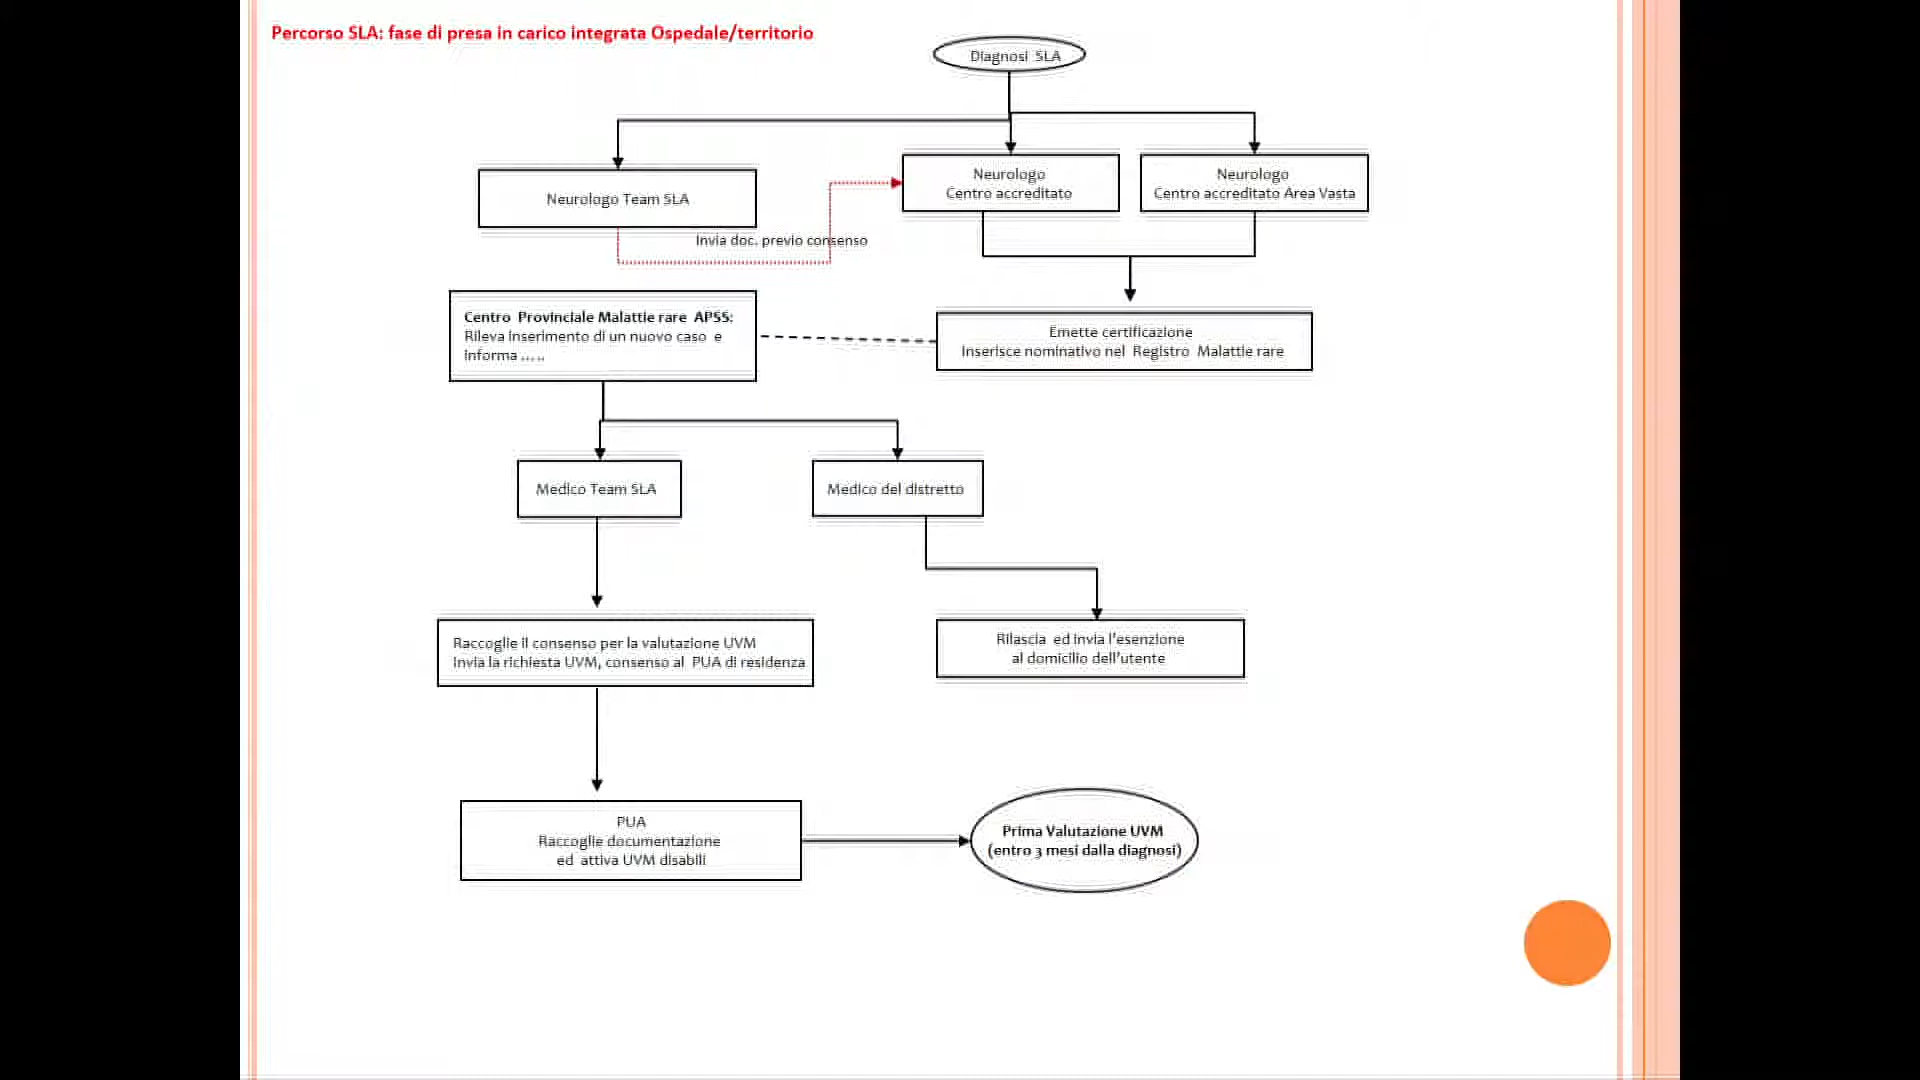 Percorso SLA: fase di presa in carico integrata Ospedale/territorio
Diagnosi SLA
Neurologo Team SLA
Neurologo
Centro accreditato
Neurologo
Centro accreditato Area Vasta
Invia doc. previo consenso
Centro Provinciale Malattie rare APSS:
Rileva inserimento di un nuovo caso e
informa .....
Emette certificazione
Inserisce nominativo nel Registro Malattie rare
Medico Team SLA
Medico del distretto
Raccoglie il consenso per la valutazione UVM
Invia la richiesta UVM, consenso al PUA di residenza
Rilascia ed invia l'esenzione
al domicilio dell'utente
PUA
Raccoglie documentazione
ed attiva UVM disabili
Prima Valutazione UVM
(entro 3 mesi dalla diagnosi)